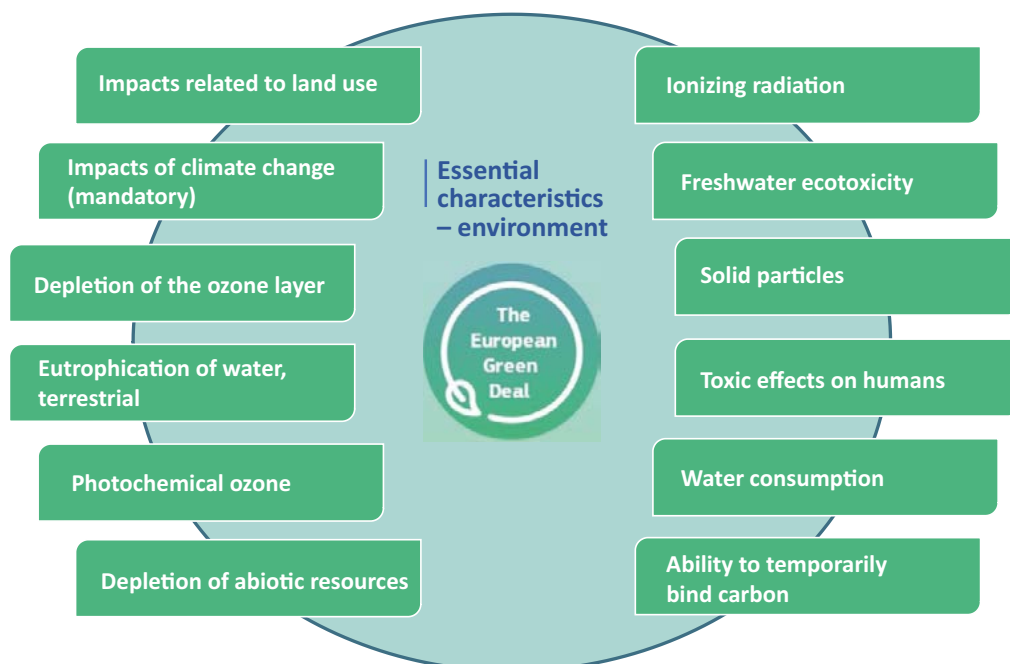 Impacts related to land use
Impacts of climate change
(mandatory)
Depletion of the ozone layer
Eutrophication of water,
terrestrial
Photochemical ozone
Depletion of abiotic resources
Essential
characteristics
– environment
The
European
Green
Deal
Ionizing radiation
Freshwater ecotoxicity
Solid particles
Toxic effects on humans
Water consumption
Ability to temporarily
bind carbon